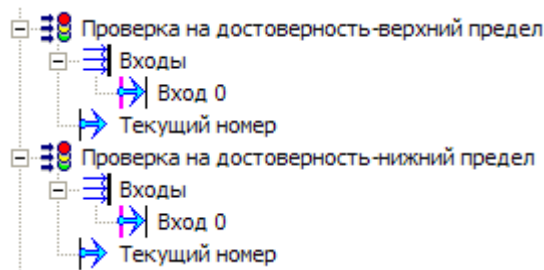 Проверка на достоверность-верхний предел
Входы
Вход 0
Текущий номер
Проверка на достоверность-нижний предел
Входы
Вход 0
Текущий номер